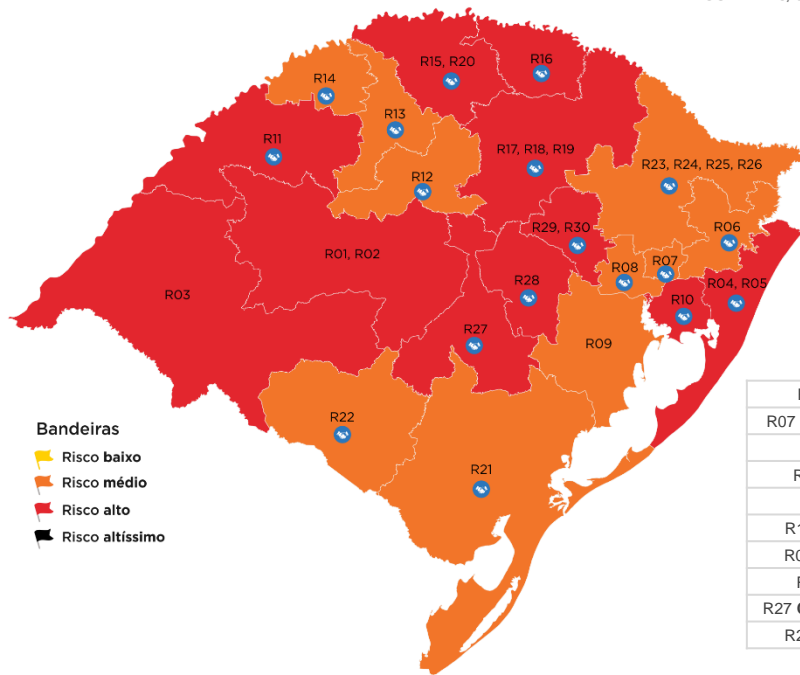 R15, R20
R16
R14
R13
R11
R17, R18, R19
R23, R24, R25, R26
R12
R29, R30
R06
R01, R02
R08
R07
R28
R04, R05
R03
R10
R27
R09
R22
R21
Bandeiras
Risco baixo
Risco médio
Risco alto
Risco altíssimo
R07
R27